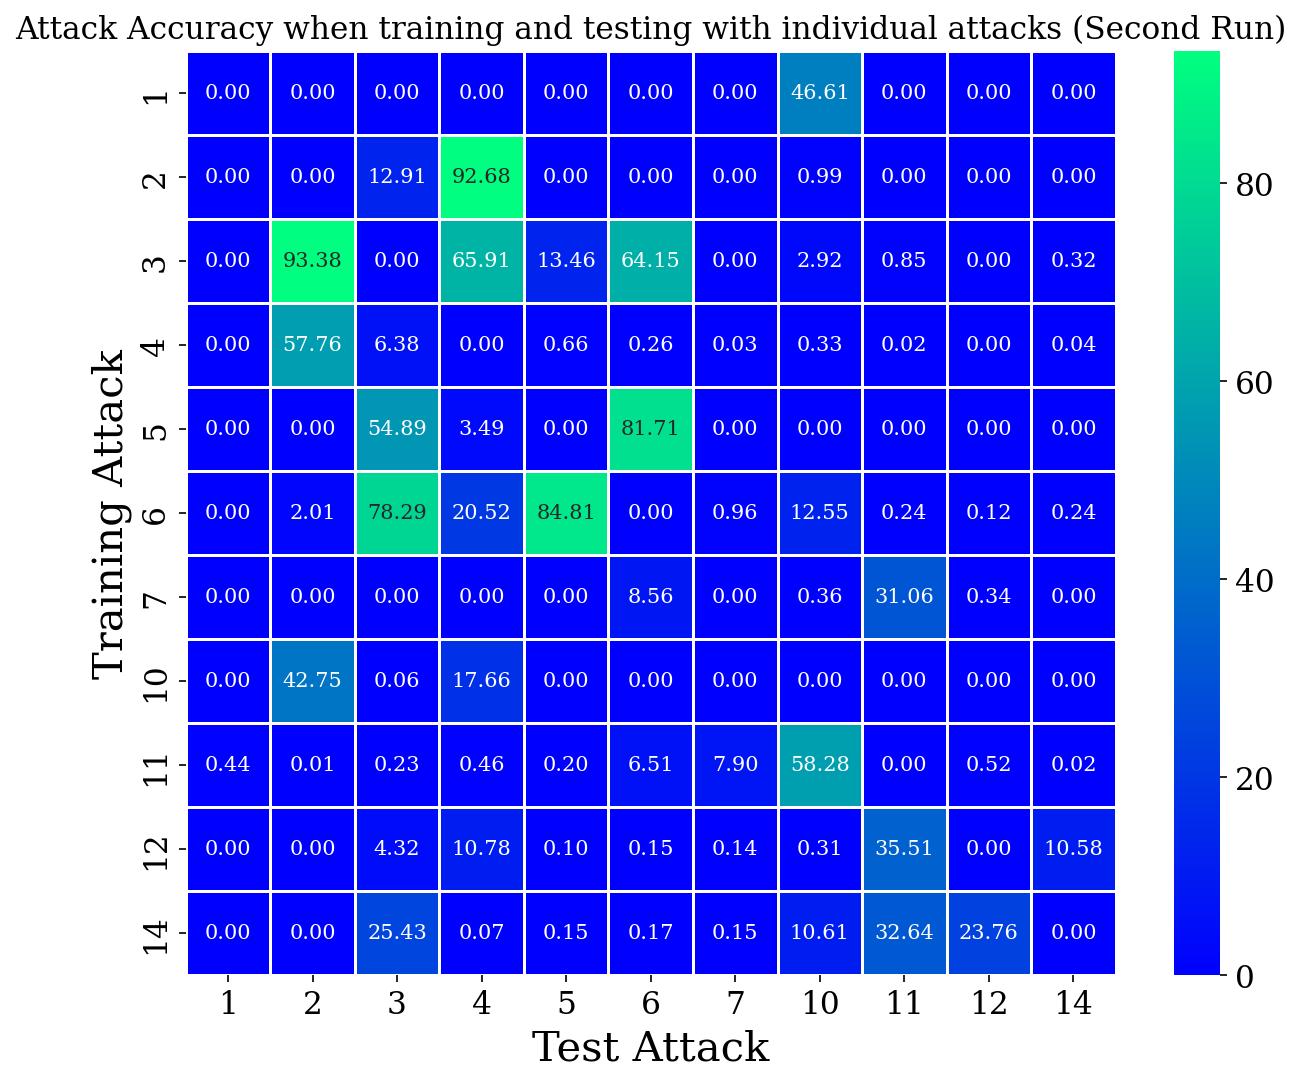 Attack Accuracy when training and testing with individual attacks (Second Run)
Training Attack
1 0.00 0.00 0.00 0.00 0.00 0.00 0.00 46.61 0.00 0.00 0.00
2 0.00 0.00 12.91 92.68 0.00 0.00 0.00 0.99 0.00 0.00 0.00
3 0.00 93.38 0.00 65.91 13.46 64.15 0.00 2.92 0.85 0.00 0.32
4 0.00 57.76 6.38 0.00 0.66 0.26 0.03 0.33 0.02 0.00 0.04
5 0.00 0.00 54.89 3.49 0.00 81.71 0.00 0.00 0.00 0.00 0.00
6 0.00 2.01 78.29 20.52 84.81 0.00 0.96 12.55 0.24 0.12 0.24
7 0.00 0.00 0.00 0.00 0.00 8.56 0.00 0.36 31.06 0.34 0.00
10 0.00 42.75 0.06 17.66 0.00 0.00 0.00 0.00 0.00 0.00 0.00
11 0.44 0.01 0.23 0.46 0.20 6.51 7.90 58.28 0.00 0.52 0.02
12 0.00 0.00 4.32 10.78 0.10 0.15 0.14 0.31 35.51 0.00 10.58
14 0.00 0.00 25.43 0.07 0.15 0.17 0.15 10.61 32.64 23.76 0.00
1 2 3 4 5 6 7 10 11 12 14
Test Attack
80
60
40
20
0